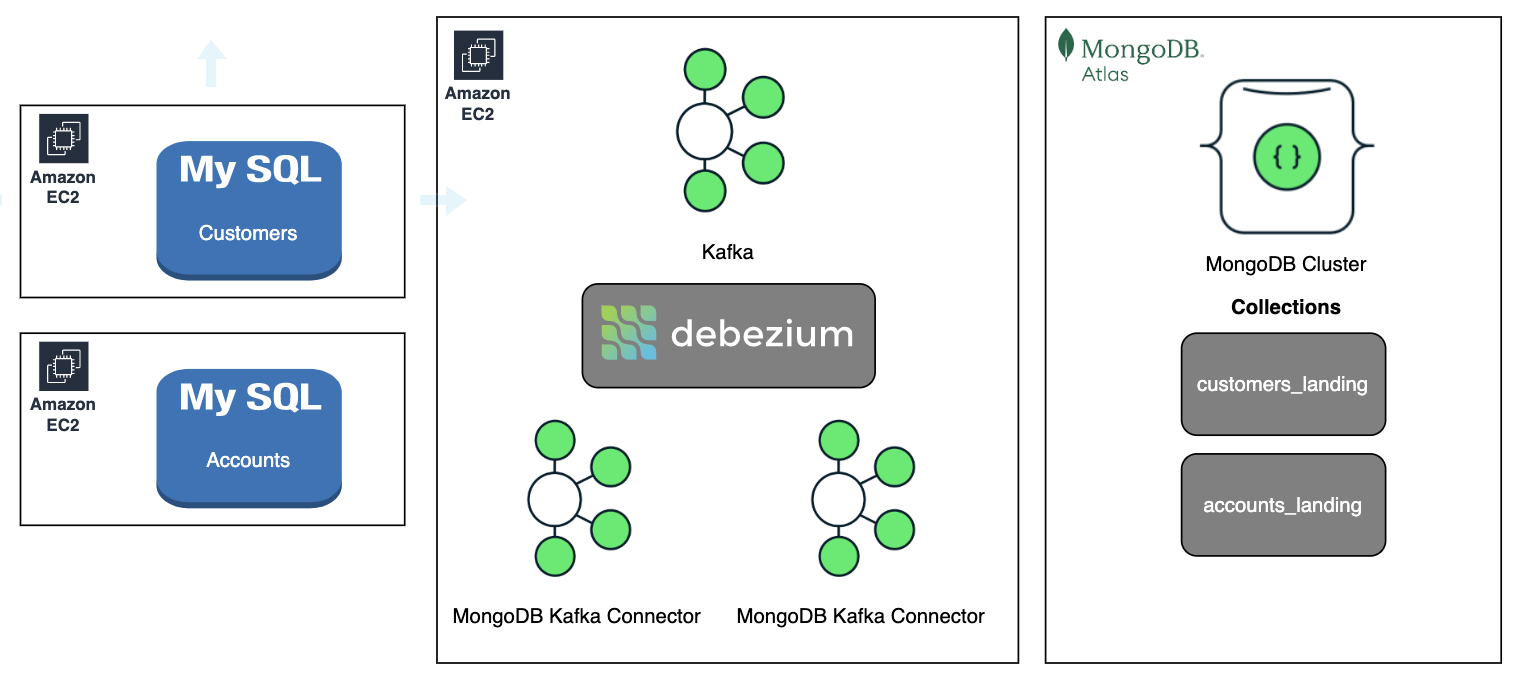 Amazon
EC2
My SQL
Customers
Amazon
EC2
My SQL
Accounts
Amazon
EC2
Kafka
debezium
MongoDB Kafka Connector
MongoDB Kafka Connector
MongoDB.
Atlas
{ }
MongoDB Cluster
Collections
customers_landing
accounts_landing